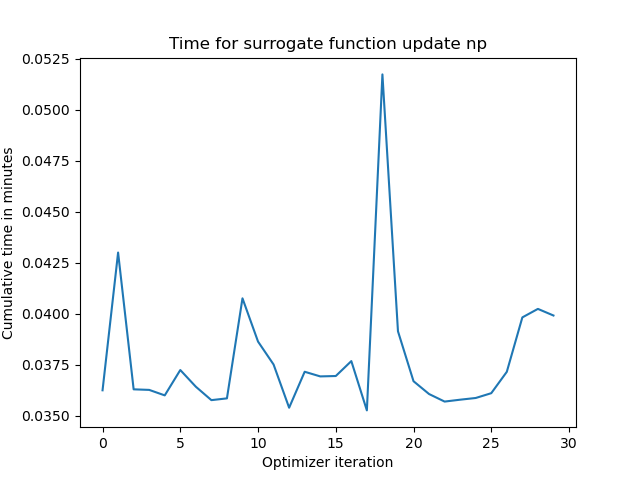 Time for surrogate function update np
Cumulative time in minutes
0.0525
0.0500
0.0475
0.0450
0.0425
0.0400
0.0375
0.0350
0 5 10 15 20 25 30
Optimizer iteration